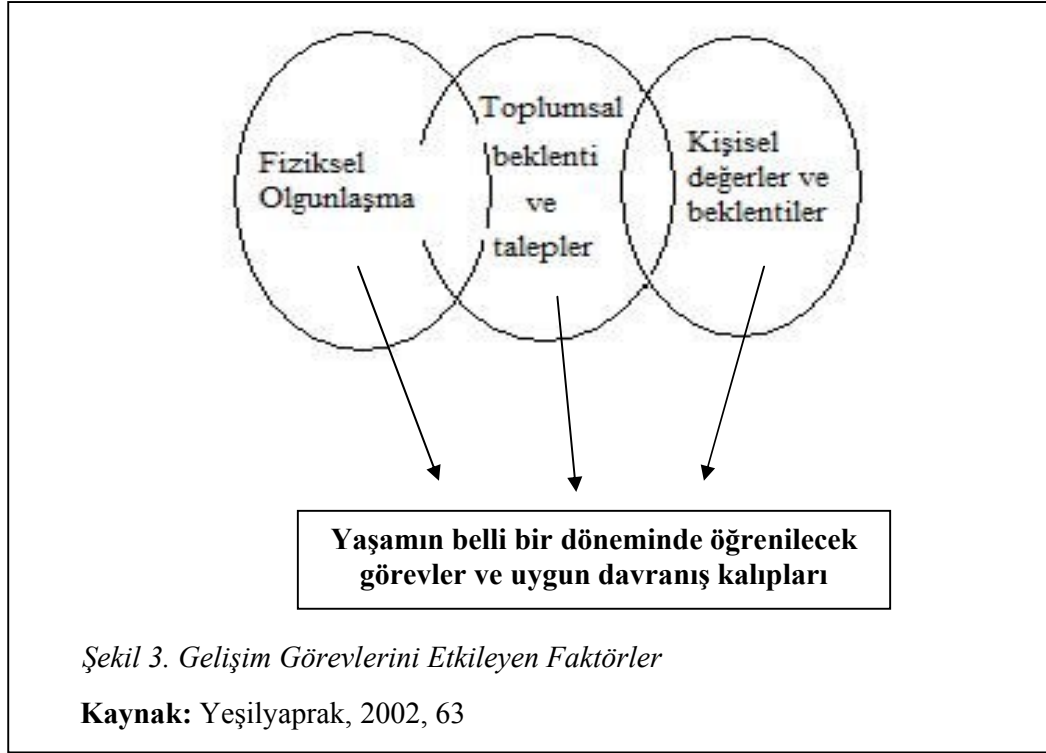 Fiziksel
Olgunlaşma
Toplumsal
beklenti
ve
talepler
Kişisel
değerler ve
beklentiler
Yaşamın belli bir döneminde öğrenilecek
görevler ve uygun davranış kalıpları
Şekil 3. Gelişim Görevlerini Etkileyen Faktörler
Kaynak: Yeşilyaprak, 2002, 63